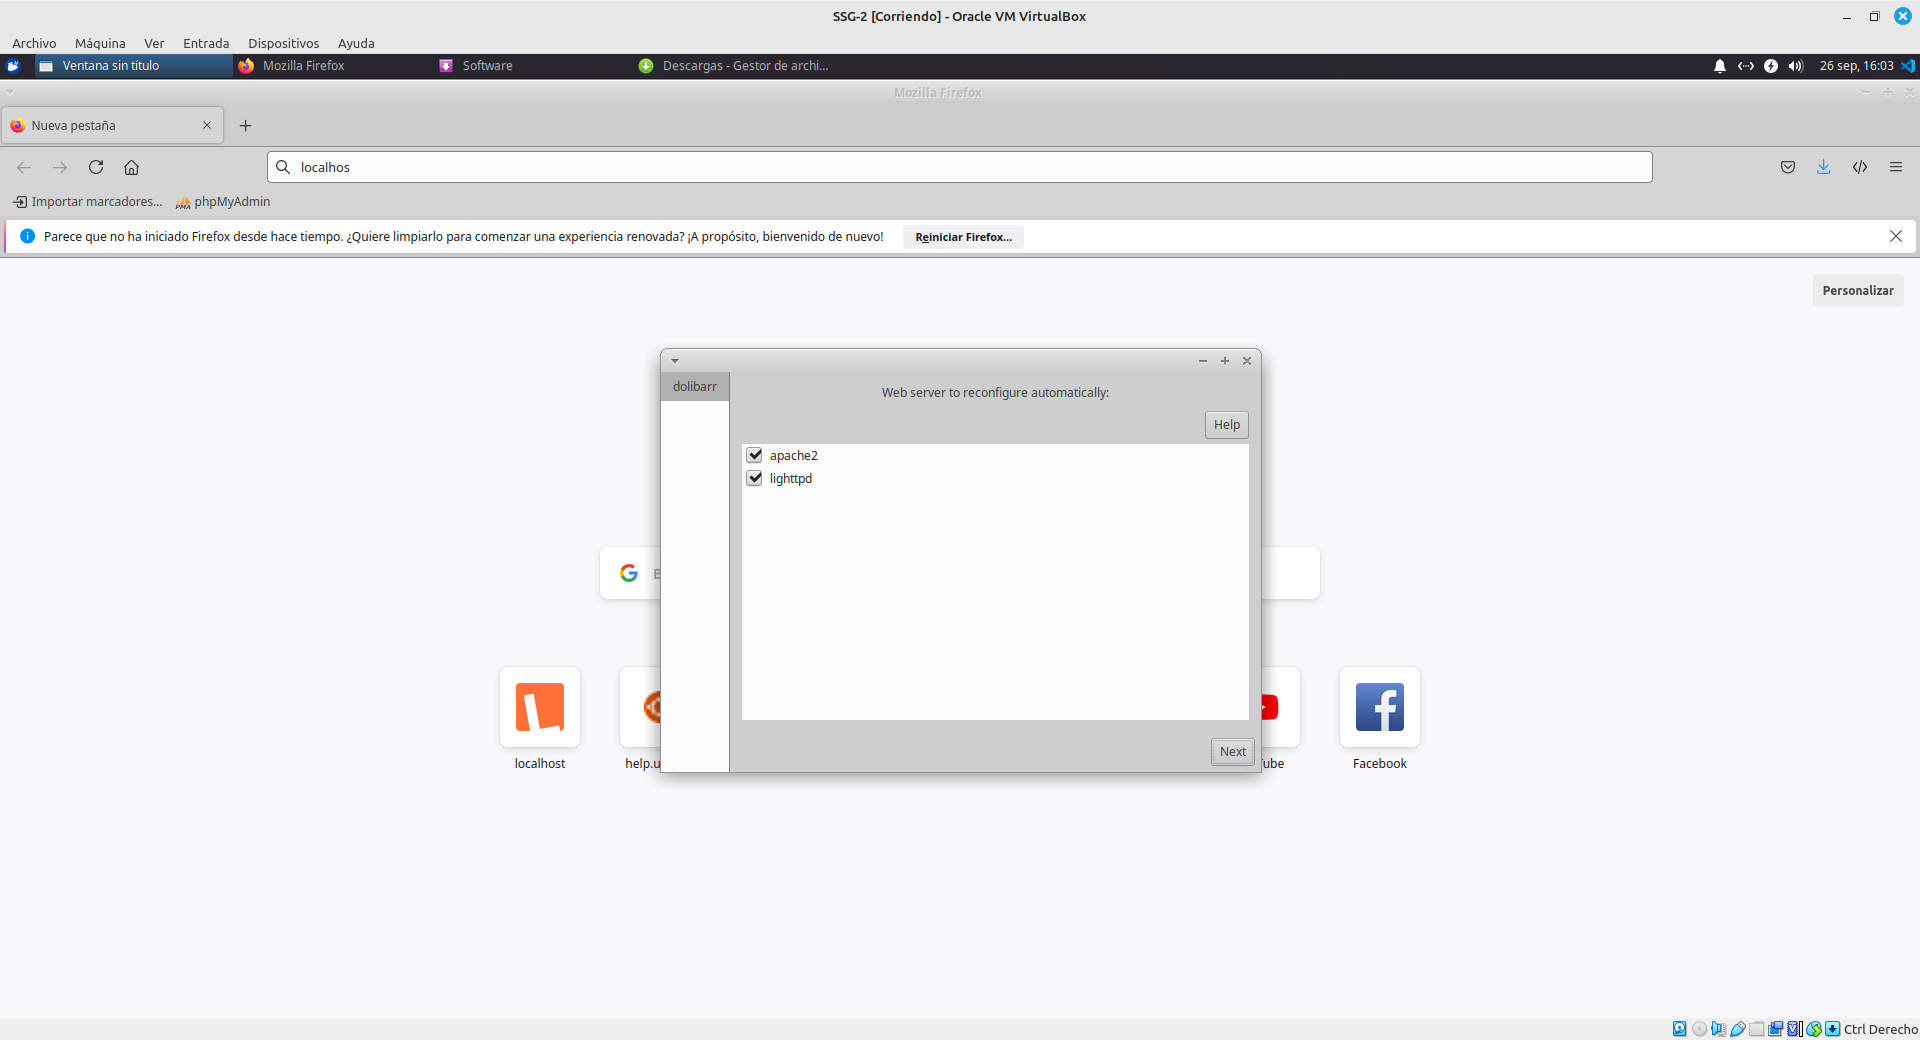 SSG-2 [Corriendo] - Oracle VM VirtualBox
Archivo Máquina Ver Entrada Dispositivos Ayuda
Ventana sin título Mozilla Firefox Software Descargas - Gestor de archi... 26 sep, 16:03
Mozilla Firefox
Nueva pestaña
localhos
Importar marcadores... phpMyAdmin
Parece que no ha iniciado Firefox desde hace tiempo. ¿Quiere limpiarlo para comenzar una experiencia renovada? ¡A propósito, bienvenido de nuevo! Reiniciar Firefox...
Personalizar
dolibarr
Web server to reconfigure automatically:
Help
apache2
lighttpd
Next
localhost help.u Tube Facebook
Ctrl Derecho